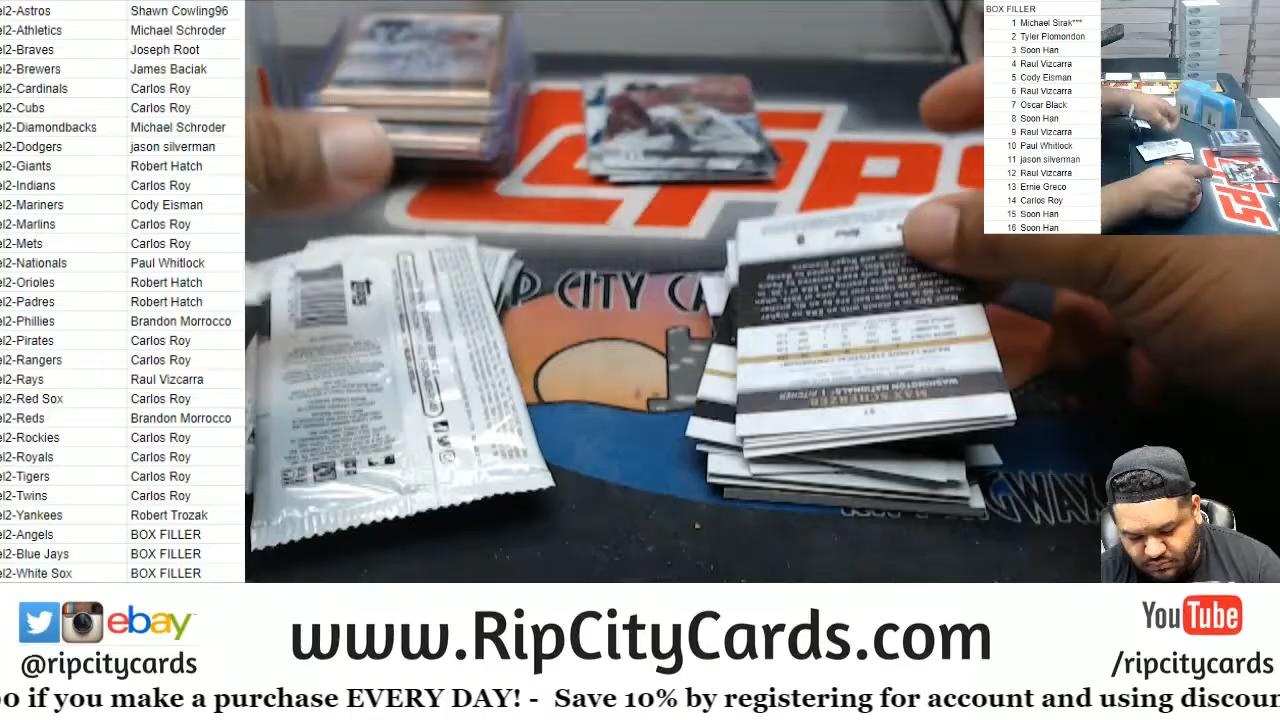 el2-Astros Shawn Cowling96
el2-Athletics Michael Schroder
el2-Braves Joseph Root
el2-Brewers James Baciak
el2-Cardinals Carlos Roy
el2-Cubs Carlos Roy
el2-Diamondbacks Michael Schroder
el2-Dodgers jason silverman
el2-Giants Robert Hatch
el2-Indians Carlos Roy
el2-Mariners Cody Eisman
el2-Marlins Carlos Roy
el2-Mets Carlos Roy
el2-Nationals Paul Whitlock
el2-Orioles Robert Hatch
el2-Padres Robert Hatch
el2-Phillies Brandon Morrocco
el2-Pirates Carlos Roy
el2-Rangers Carlos Roy
el2-Rays Raul Vizcarra
el2-Red Sox Carlos Roy
el2-Reds Brandon Morrocco
el2-Rockies Carlos Roy
el2-Royals Carlos Roy
el2-Tigers Carlos Roy
el2-Twins Carlos Roy
el2-Yankees Robert Trozak
el2-Angels BOX FILLER
el2-Blue Jays BOX FILLER
el2-White Sox BOX FILLER
BOX FILLER
1 Michael Sirak***
2 Tyler Plomondon
3 Soon Han
4 Raul Vizcarra
5 Cody Eisman
6 Raul Vizcarra
7 Oscar Black
8 Soon Han
9 Raul Vizcarra
10 Paul Whitlock
11 jason silverman
12 Raul Vizcarra
13 Ernie Greco
14 Carlos Roy
15 Soon Han
16 Soon Han
P CITY CA
WASHINGTON NATIONALS® | PITCHER
MAX SCHERZER
ebay
@ripcitycards
www.RipCityCards.com
YouTube
/ripcitycards
00 if you make a purchase EVERY DAY! - Save 10% by registering for account and using discoun